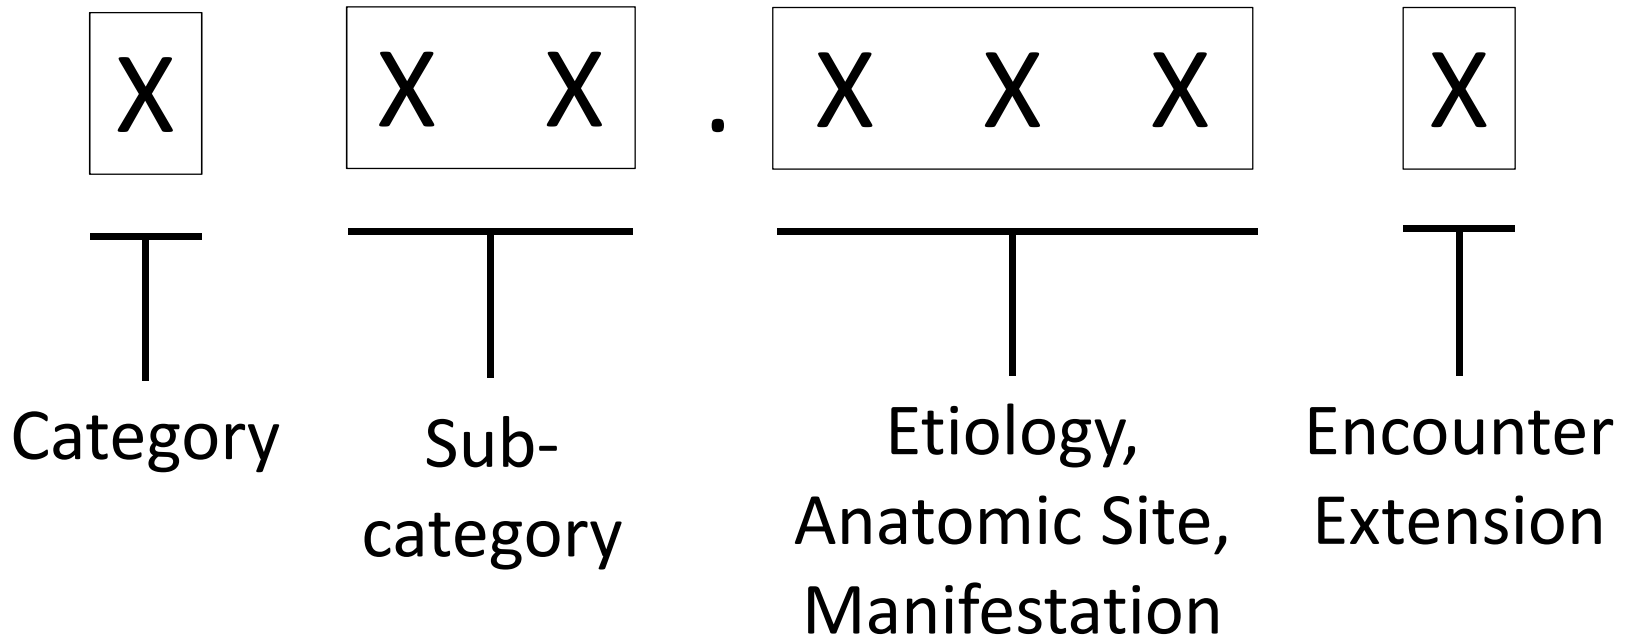 X X X . X X X X
Category
Sub-
category
Etiology,
Anatomic Site,
Manifestation
Encounter
Extension